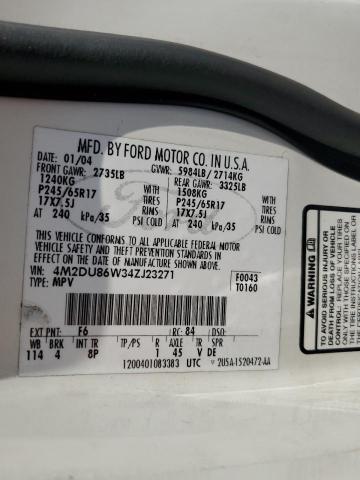 MFD. BY FORD MOTOR CO. IN U.S.A.
DATE: 01/04 GVWR: 5984LB / 2714KG
FRONT GAWR: 2735LB REAR GAWR: 3325LB
1240KG 1508KG
P245/65R17 WITH P245/65R17 WITH
17X7.5J TIRES 17X7.5J TIRES
RIMS RIMS
AT 240 kPa/35 PSI COLD AT 240 kPa/35 PSI COLD
THIS VEHICLE CONFORMS TO ALL APPLICABLE FEDERAL MOTOR
VEHICLE SAFETY AND BUMPER STANDARDS IN EFFECT ON THE DATE OF
MANUFACTURE SHOWN ABOVE.
VIN: 4M2DU86W34ZJ23271 F0043
TYPE: MPV T0160
EXT PNT: F6 RC: 84 DSO:
WB BRK INT TR TP/PS R AXLE TR SPR
114 4 8P 1 45 V DE
1200401083383 UTC 2U5A-1520472-AA
Ford
WARNING